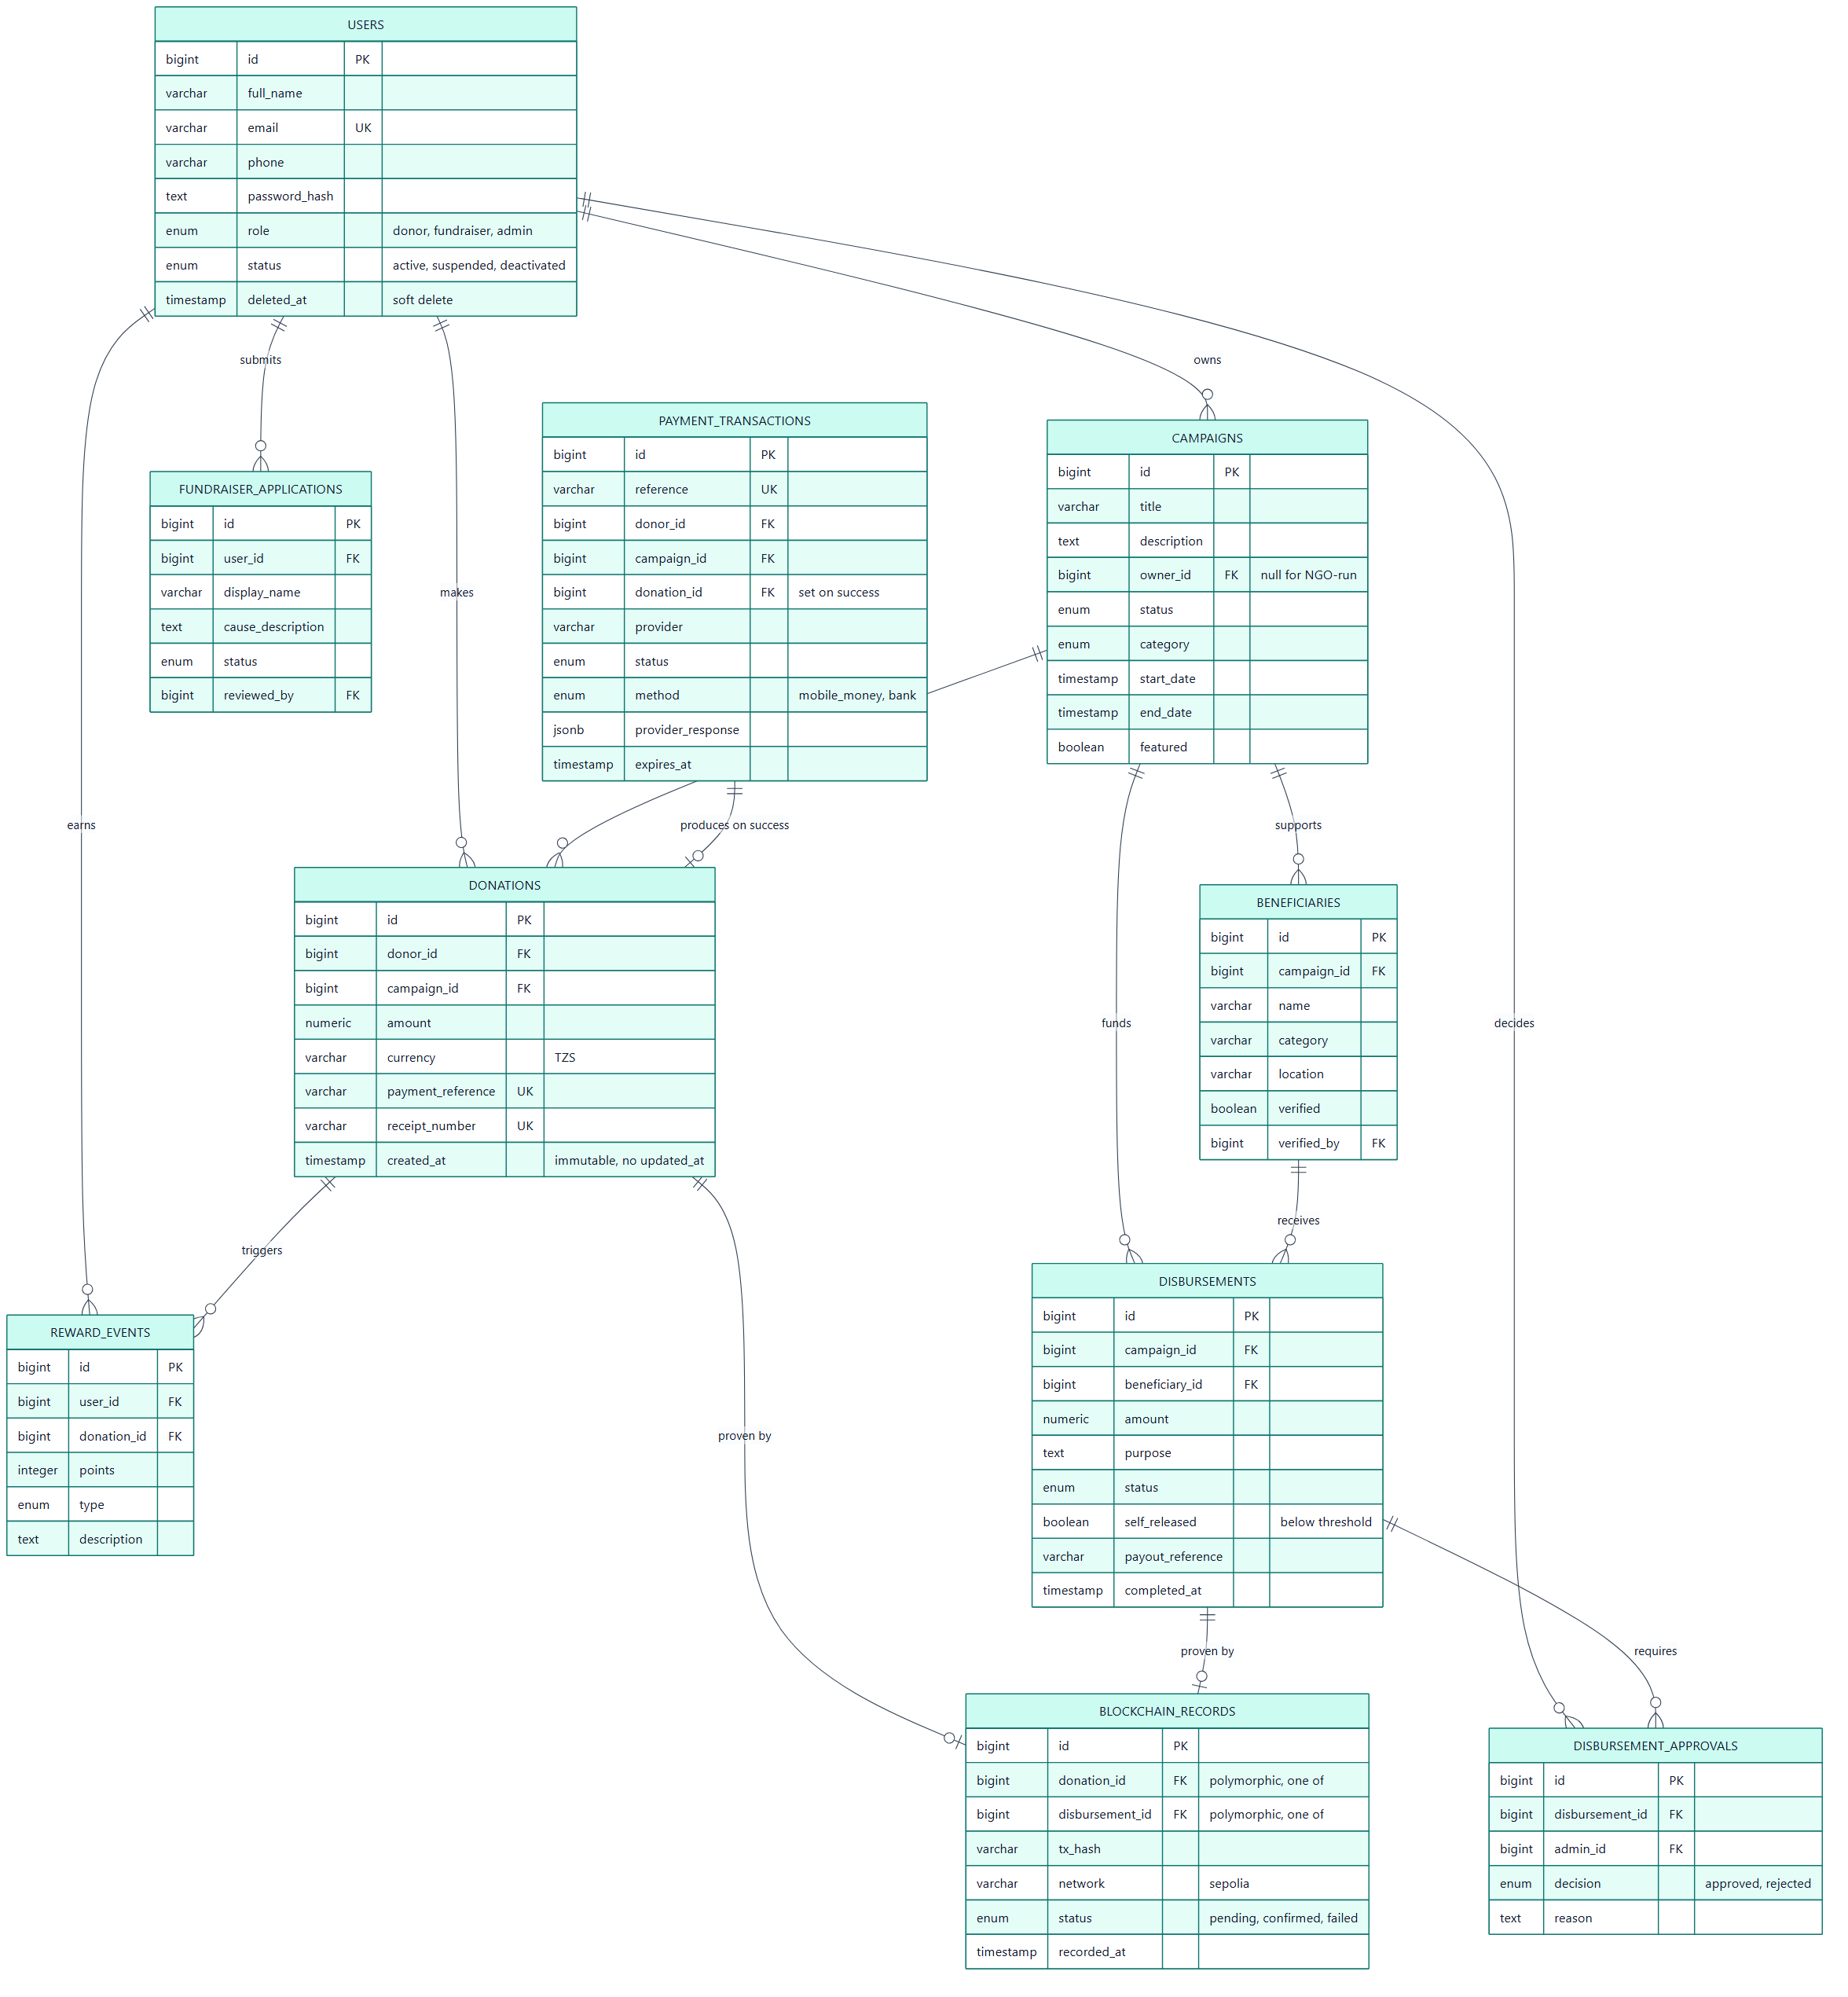 USERS
bigint id PK
varchar full_name
varchar email UK
varchar phone
text password_hash
enum role donor, fundraiser, admin
enum status active, suspended, deactivated
timestamp deleted_at soft delete
submits
owns
PAYMENT_TRANSACTIONS
bigint id PK
varchar reference UK
bigint donor_id FK
bigint campaign_id FK
bigint donation_id FK set on success
varchar provider
enum status
enum method mobile_money, bank
jsonb provider_response
timestamp expires_at
CAMPAIGNS
bigint id PK
varchar title
text description
bigint owner_id FK null for NGO-run
enum status
enum category
timestamp start_date
timestamp end_date
boolean featured
FUNDRAISER_APPLICATIONS
bigint id PK
bigint user_id FK
varchar display_name
text cause_description
enum status
bigint reviewed_by FK
makes
earns
produces on success
supports
DONATIONS
bigint id PK
bigint donor_id FK
bigint campaign_id FK
numeric amount
varchar currency TZS
varchar payment_reference UK
varchar receipt_number UK
timestamp created_at immutable, no updated_at
BENEFICIARIES
bigint id PK
bigint campaign_id FK
varchar name
varchar category
varchar location
boolean verified
bigint verified_by FK
funds
decides
receives
triggers
DISBURSEMENTS
bigint id PK
bigint campaign_id FK
bigint beneficiary_id FK
numeric amount
text purpose
enum status
boolean self_released below threshold
varchar payout_reference
timestamp completed_at
REWARD_EVENTS
bigint id PK
bigint user_id FK
bigint donation_id FK
integer points
enum type
text description
proven by
proven by
requires
BLOCKCHAIN_RECORDS
bigint id PK
bigint donation_id FK polymorphic, one of
bigint disbursement_id FK polymorphic, one of
varchar tx_hash
varchar network sepolia
enum status pending, confirmed, failed
timestamp recorded_at
DISBURSEMENT_APPROVALS
bigint id PK
bigint disbursement_id FK
bigint admin_id FK
enum decision approved, rejected
text reason